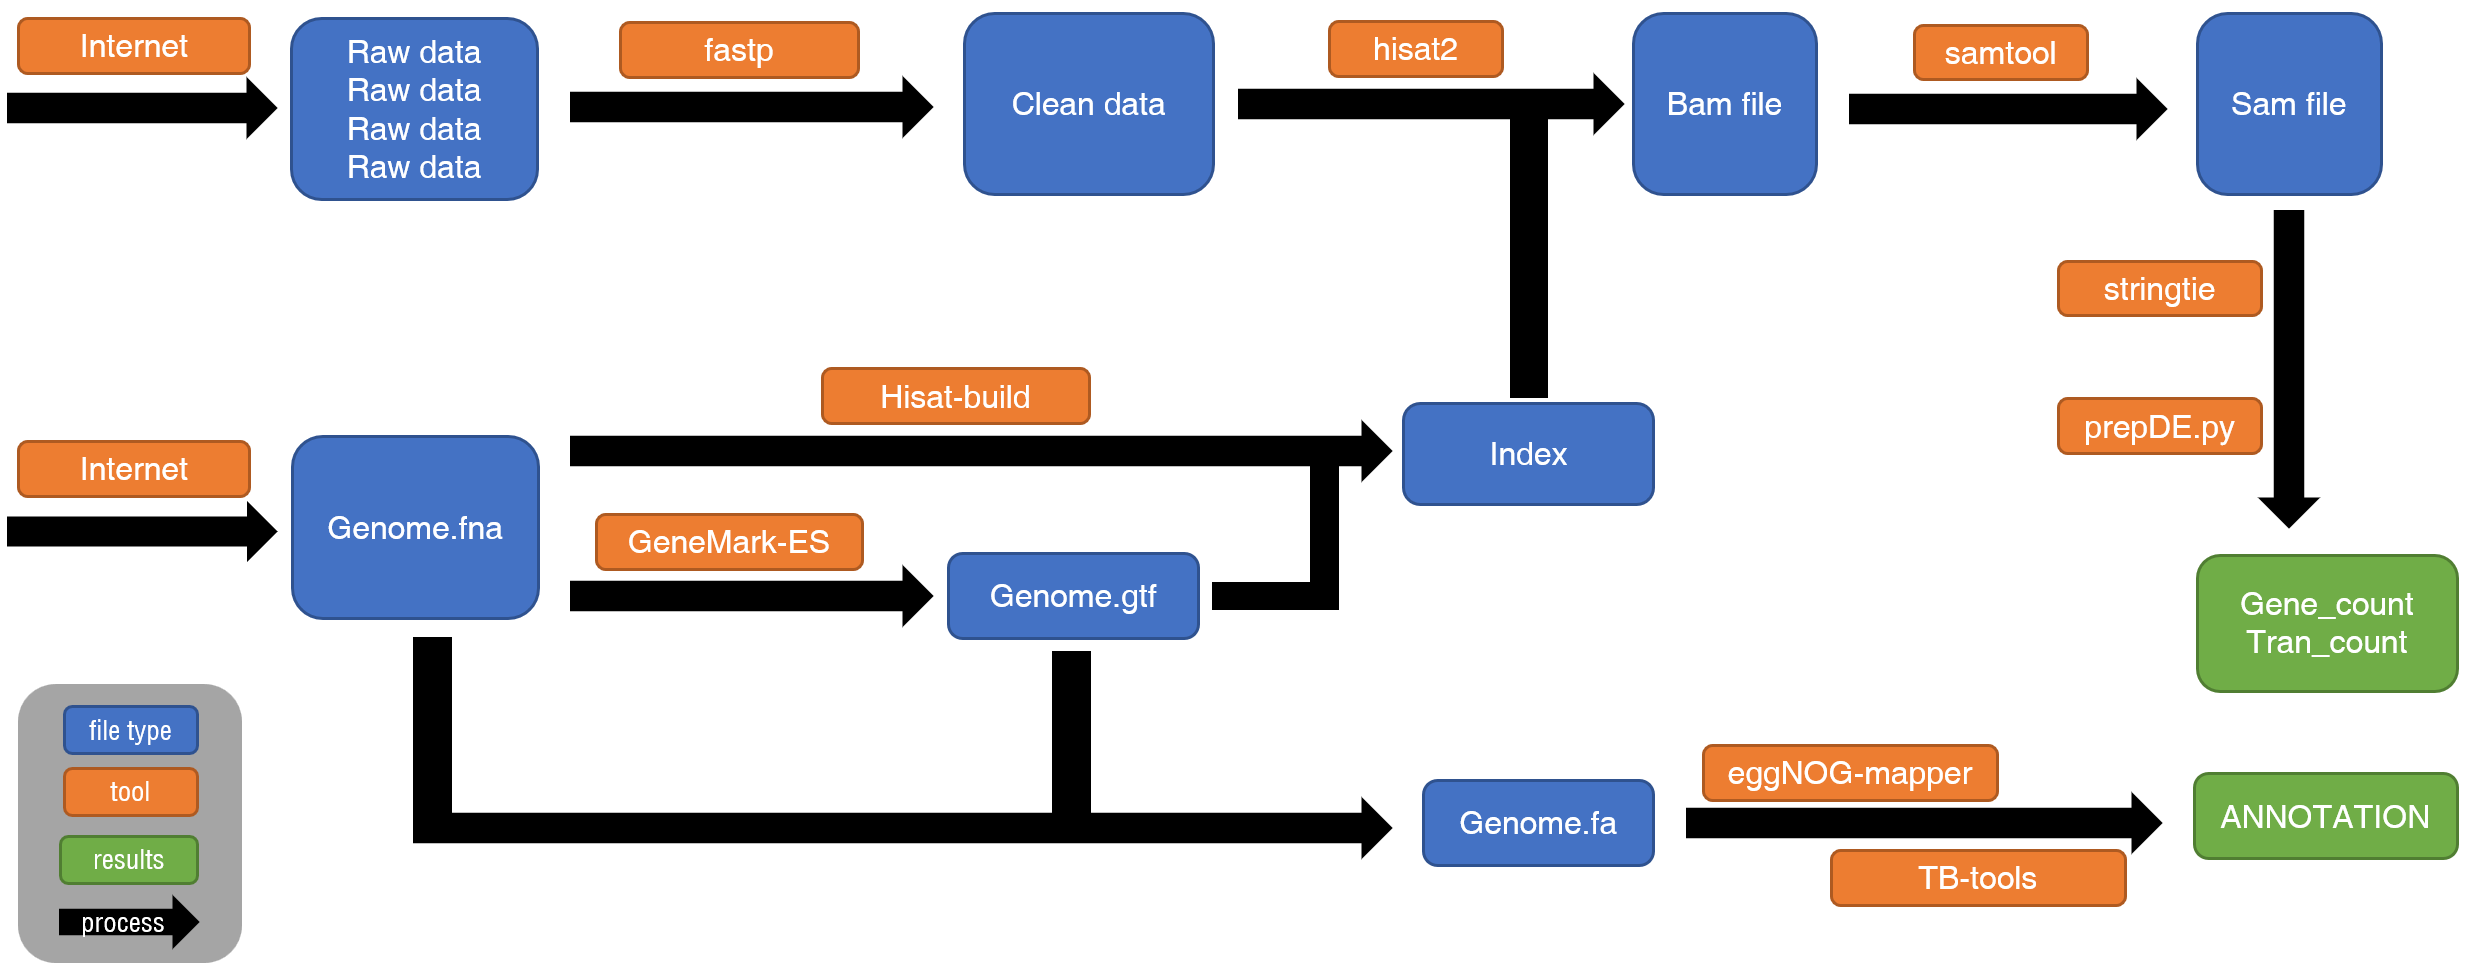 Internet
Raw data
Raw data
Raw data
Raw data
fastp
Clean data
hisat2
Bam file
samtool
Sam file
stringtie
prepDE.py
Hisat-build
Internet
Genome.fna
GeneMark-ES
Genome.gtf
Index
Gene_count
Tran_count
file type
tool
results
process
Genome.fa
eggNOG-mapper
TB-tools
ANNOTATION